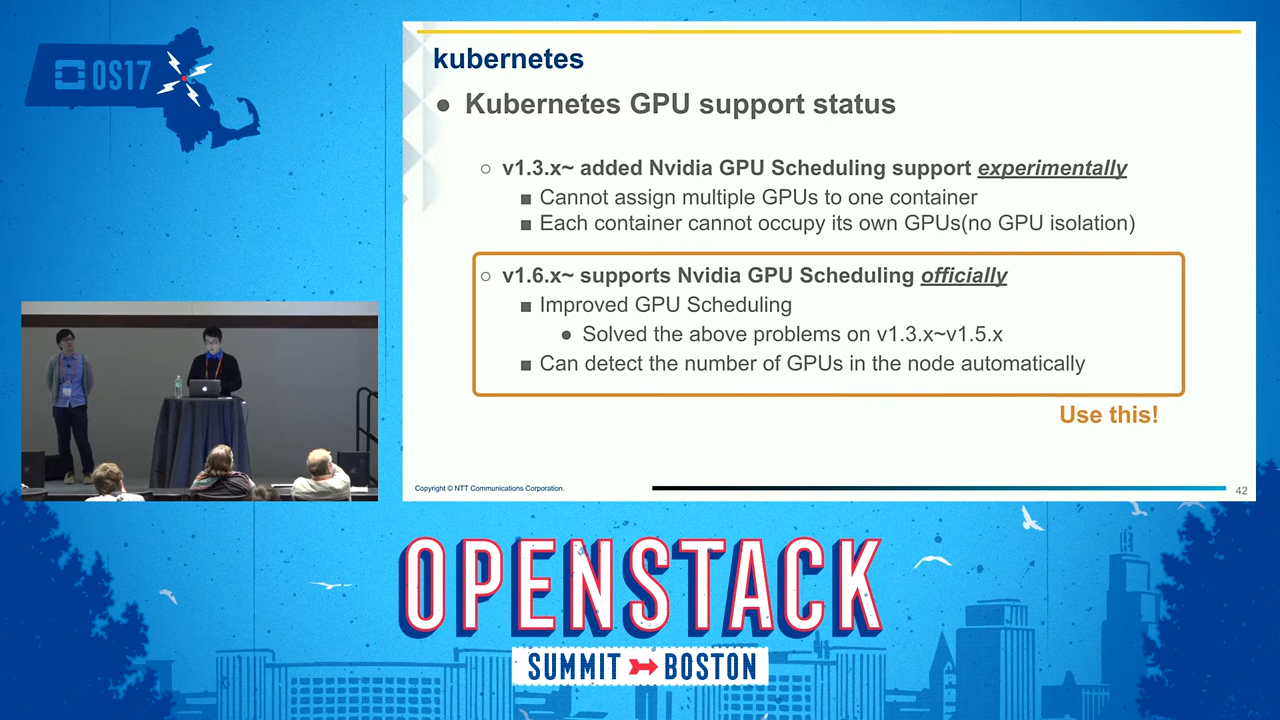 OS17
kubernetes
● Kubernetes GPU support status
○ v1.3.x~ added Nvidia GPU Scheduling support experimentally
■ Cannot assign multiple GPUs to one container
■ Each container cannot occupy its own GPUs(no GPU isolation)
○ v1.6.x~ supports Nvidia GPU Scheduling officially
■ Improved GPU Scheduling
● Solved the above problems on v1.3.x~v1.5.x
■ Can detect the number of GPUs in the node automatically
Use this!
Copyright © NTT Communications Corporation.
42
OPENSTACK
SUMMIT BOSTON